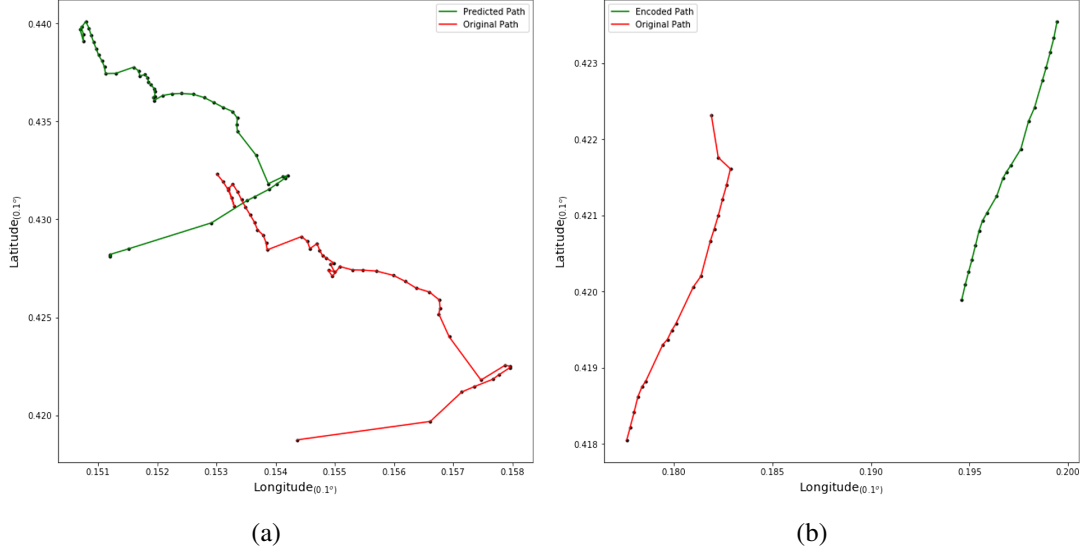 Predicted Path
Original Path
0.440
0.435
0.430
0.425
0.420
Latitude(0.1°)
0.151 0.152 0.153 0.154 0.155 0.156 0.157 0.158
Longitude(0.1°)
(a)
Encoded Path
Original Path
0.423
0.422
0.421
0.420
0.419
0.418
Latitude(0.1°)
0.180 0.185 0.190 0.195 0.200
Longitude(0.1°)
(b)